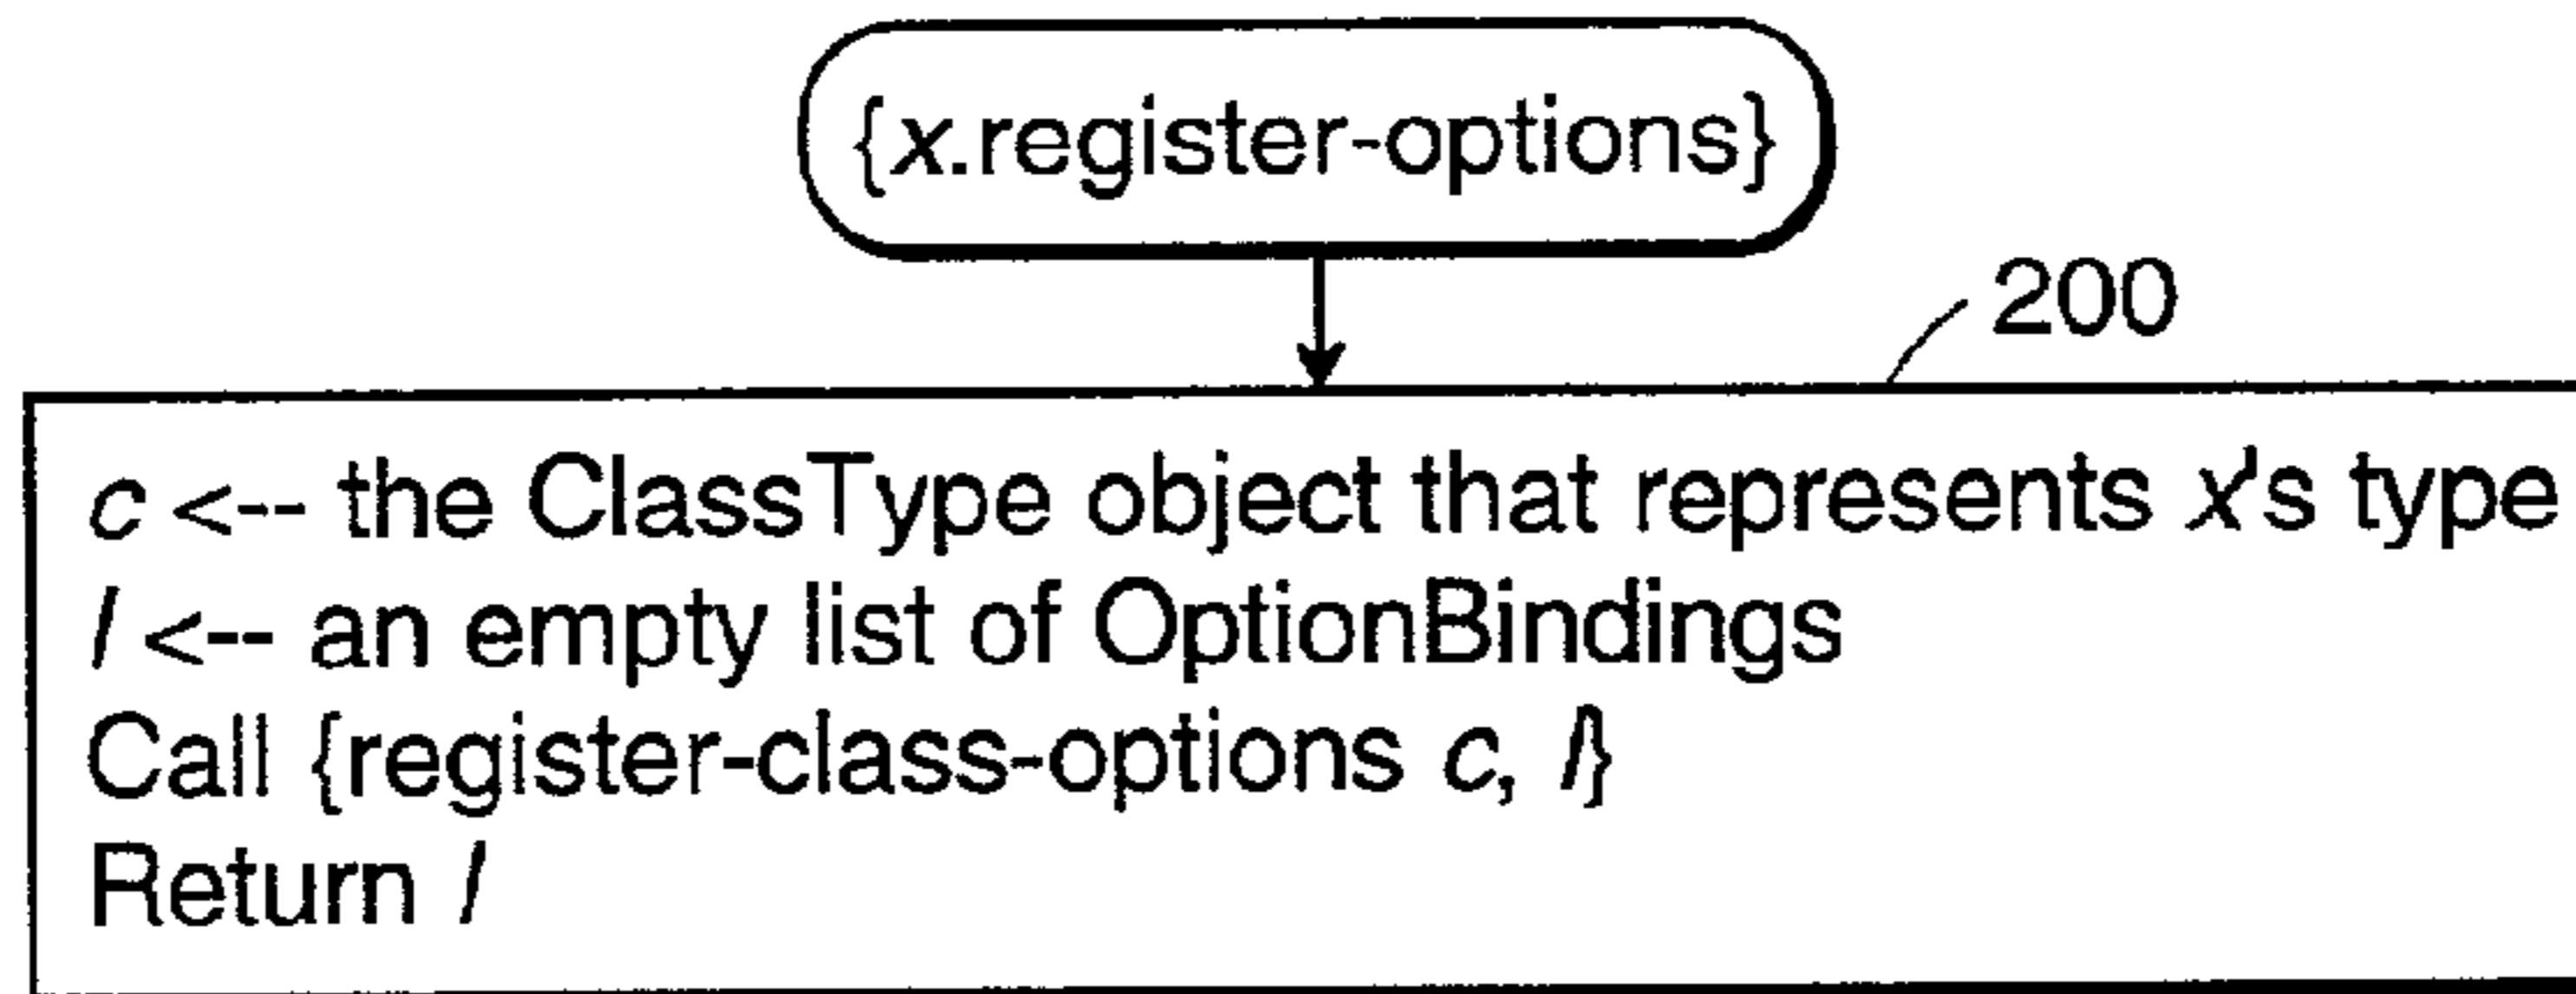 {x.register-options}
200
c <-- the ClassType object that represents x's type
l <-- an empty list of OptionBindings
Call {register-class-options c, l}
Return l